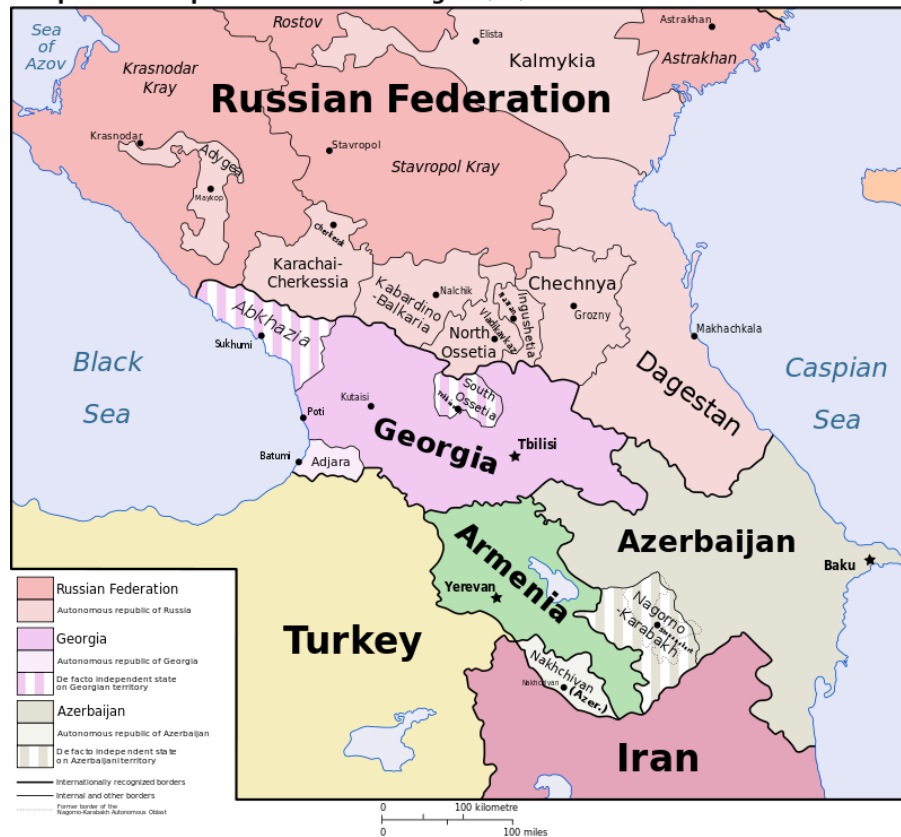 Sea
of
Azov
Rostov
Elista
Kalmykia
Astrakhan
Astrakhan
Krasnodar
Kray
Russian Federation
Krasnodar
Adygea
Maykop
Stavropol
Stavropol Kray
Cherkessk
Karachai-
Cherkessia
Kabardino
-Balkaria
Nalchik
North
Ossetia
Vladikavkaz
Ingushetia
Chechnya
Grozny
Makhachkala
Dagestan
Abkhazia
Sukhumi
Black
Sea
Caspian
Sea
South
Ossetia
Kutaisi
Poti
Georgia
Tbilisi
Batumi
Adjara
Armenia
Yerevan
Azerbaijan
Baku
Nagorno
-Karabakh
Nakhchivan
(Azer.)
Nakhchivan
Turkey
Iran
Russian Federation
Autonomous republic of Russia
Georgia
Autonomous republic of Georgia
De facto independent state
on Georgian territory
Azerbaijan
Autonomous republic of Azerbaijan
De facto independent state
on Azerbaijani territory
Internationally recognized borders
Internal and other borders
Former border of the
Nagorno-Karabakh Autonomous Oblast
0 100 kilometre
0 100 miles